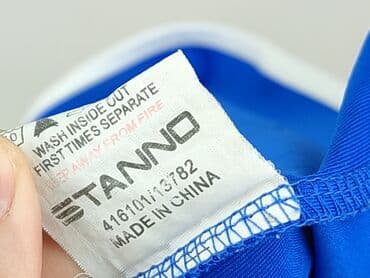 WASH INSIDE OUT
FIRST TIMES SEPARATE
KEEP AWAY FROM FIRE
STANNO
416101/13782
MADE IN CHINA